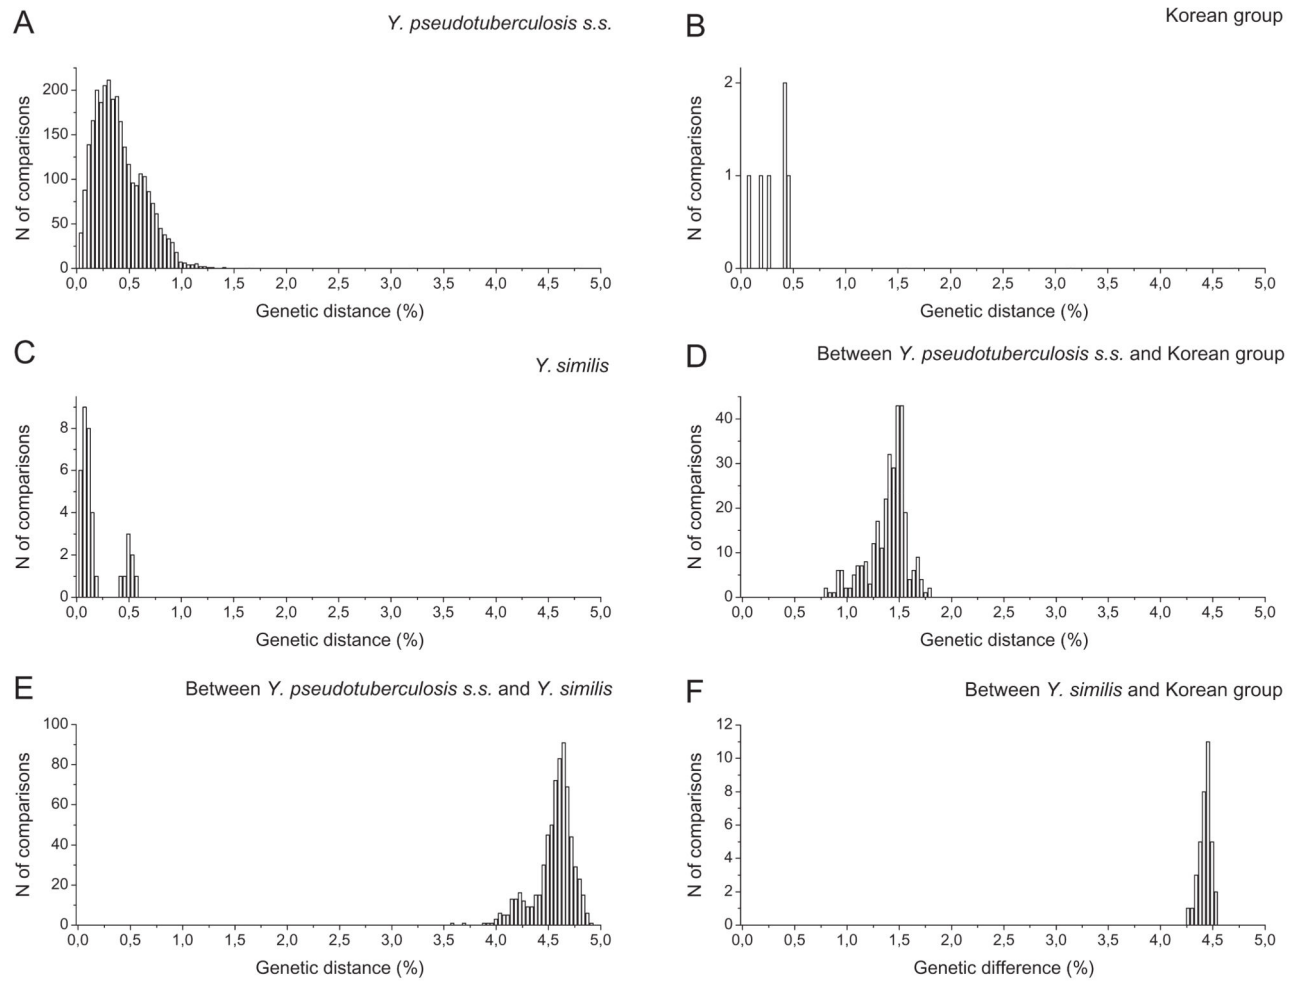 A
Y. pseudotuberculosis s.s.
N of comparisons
200
150
100
50
0
0,0 0,5 1,0 1,5 2,0 2,5 3,0 3,5 4,0 4,5 5,0
Genetic distance (%)
B
Korean group
N of comparisons
2
1
0
0,0 0,5 1,0 1,5 2,0 2,5 3,0 3,5 4,0 4,5 5,0
Genetic distance (%)
C
Y. similis
N of comparisons
8
6
4
2
0
0,0 0,5 1,0 1,5 2,0 2,5 3,0 3,5 4,0 4,5 5,0
Genetic distance (%)
D
Between Y. pseudotuberculosis s.s. and Korean group
N of comparisons
40
30
20
10
0
0,0 0,5 1,0 1,5 2,0 2,5 3,0 3,5 4,0 4,5 5,0
Genetic distance (%)
E
Between Y. pseudotuberculosis s.s. and Y. similis
N of comparisons
100
80
60
40
20
0
0,0 0,5 1,0 1,5 2,0 2,5 3,0 3,5 4,0 4,5 5,0
Genetic distance (%)
F
Between Y. similis and Korean group
N of comparisons
12
10
8
6
4
2
0
0,0 0,5 1,0 1,5 2,0 2,5 3,0 3,5 4,0 4,5 5,0
Genetic difference (%)